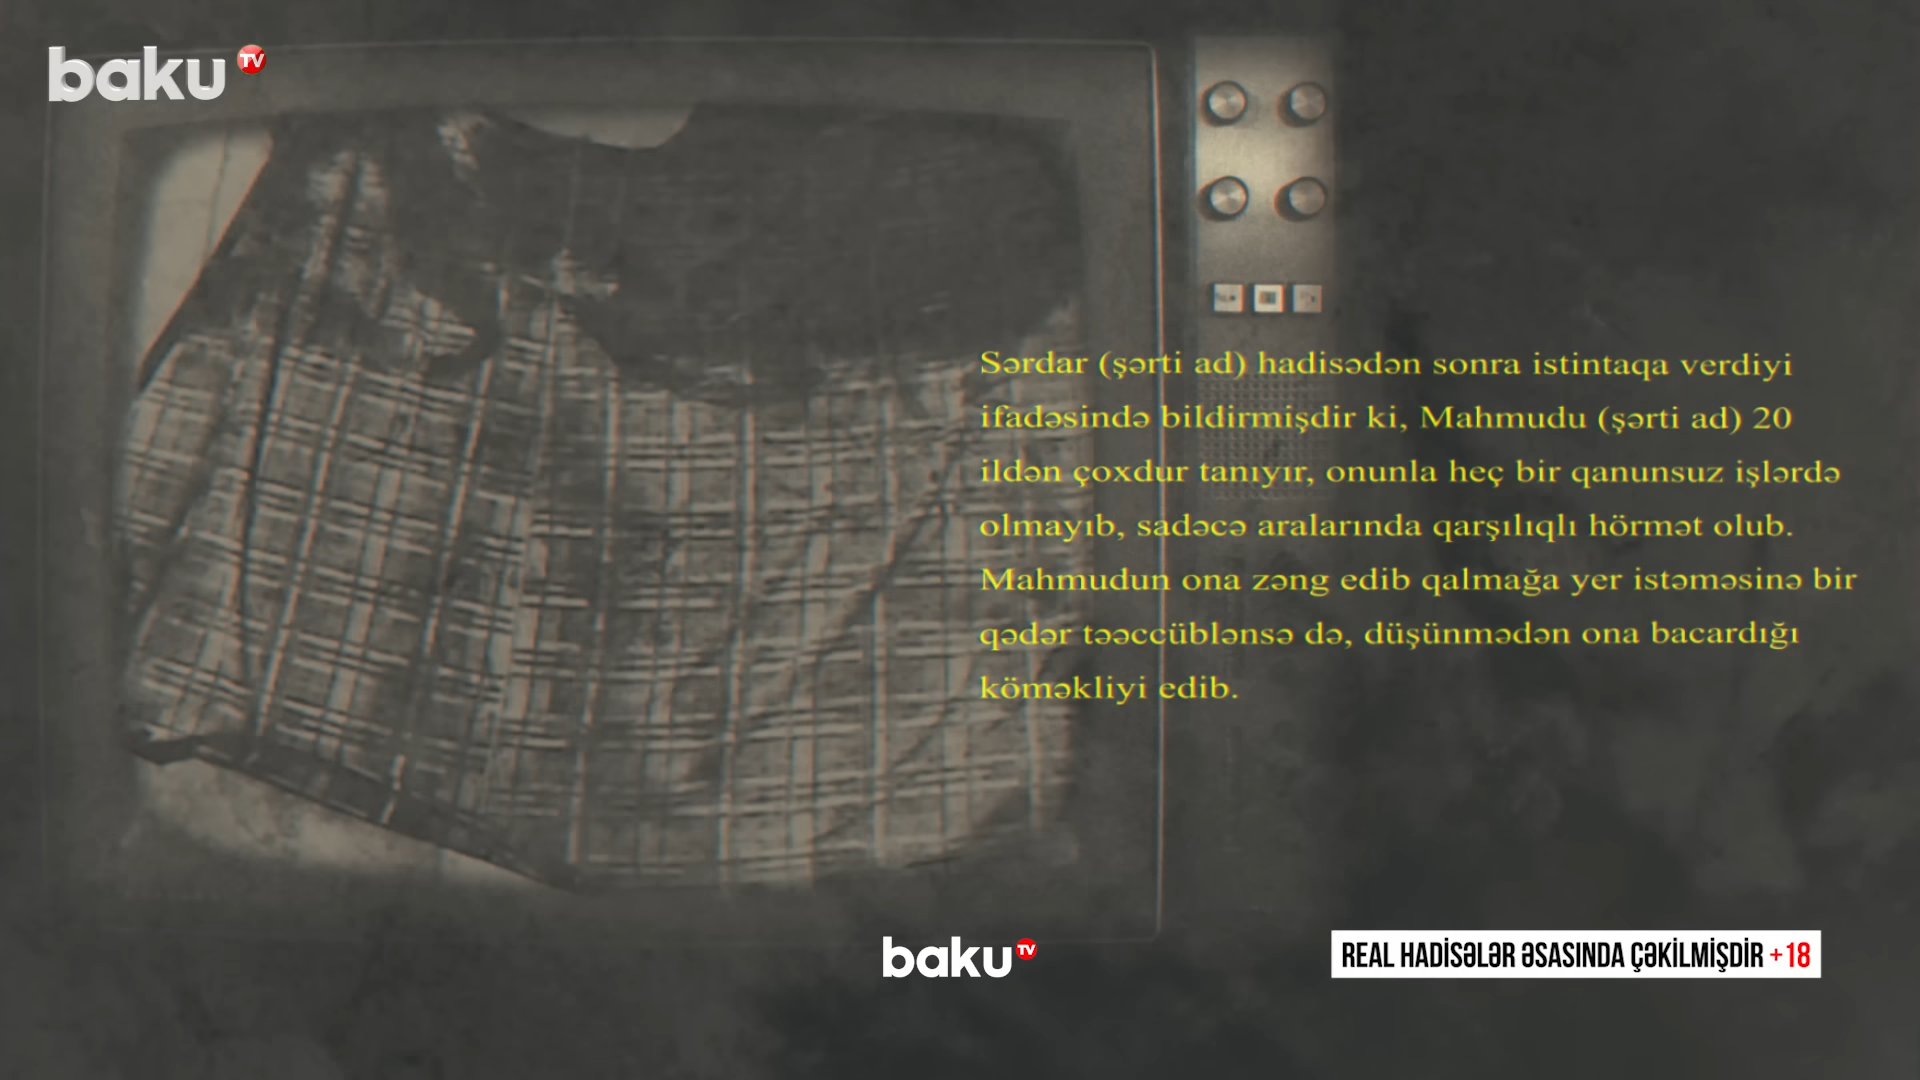 baku TV
Sərdar (şərti ad) hadisədən sonra istintaqa verdiyi
ifadəsində bildirmişdir ki, Mahmudu (şərti ad) 20
ildən çoxdur tanıyır, onunla heç bir qanunsuz işlərdə
olmayıb, sadəcə aralarında qarşılıqlı hörmət olub.
Mahmudun ona zəng edib qalmağa yer istəməsinə bir
qədər təəccüblənsə də, düşünmədən ona bacardığı
köməkliyi edib.
baku TV
REAL HADİSƏLƏR ƏSASINDA ÇƏKİLMİŞDİR +18